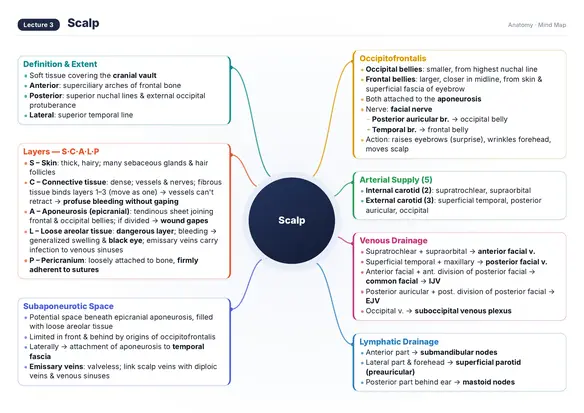 Lecture 3 Scalp
Anatomy · Mind Map
Definition & Extent
• Soft tissue covering the cranial vault
• Anterior: superciliary arches of frontal bone
• Posterior: superior nuchal lines & external occipital
protuberance
• Lateral: superior temporal line
Layers — S·C·A·L·P
• S – Skin: thick, hairy; many sebaceous glands & hair
follicles
• C – Connective tissue: dense; vessels & nerves; fibrous
tissue binds layers 1–3 (move as one) → vessels can't
retract → profuse bleeding without gaping
• A – Aponeurosis (epicranial): tendinous sheet joining
frontal & occipital bellies; if divided → wound gapes
• L – Loose areolar tissue: dangerous layer; bleeding →
generalized swelling & black eye; emissary veins carry
infection to venous sinuses
• P – Pericranium: loosely attached to bone, firmly
adherent to sutures
Subaponeurotic Space
• Potential space beneath epicranial aponeurosis, filled
with loose areolar tissue
• Limited in front & behind by origins of occipitofrontalis
• Laterally → attachment of aponeurosis to temporal
fascia
• Emissary veins: valveless; link scalp veins with diploic
veins & venous sinuses
Scalp
Occipitofrontalis
• Occipital bellies: smaller, from highest nuchal line
• Frontal bellies: larger, closer in midline, from skin &
superficial fascia of eyebrow
• Both attached to the aponeurosis
• Nerve: facial nerve
– Posterior auricular br. → occipital belly
– Temporal br. → frontal belly
• Action: raises eyebrows (surprise), wrinkles forehead,
moves scalp
Arterial Supply (5)
• Internal carotid (2): supratrochlear, supraorbital
• External carotid (3): superficial temporal, posterior
auricular, occipital
Venous Drainage
• Supratrochlear + supraorbital → anterior facial v.
• Superficial temporal + maxillary → posterior facial v.
• Anterior facial + ant. division of posterior facial →
common facial → IJV
• Posterior auricular + post. division of posterior facial →
EJV
• Occipital v. → suboccipital venous plexus
Lymphatic Drainage
• Anterior part → submandibular nodes
• Lateral part & forehead → superficial parotid
(preauricular)
• Posterior part behind ear → mastoid nodes